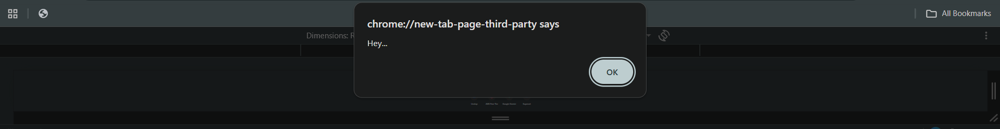 All Bookmarks
chrome://new-tab-page-third-party says
Dimensions: R
Hey...
OK